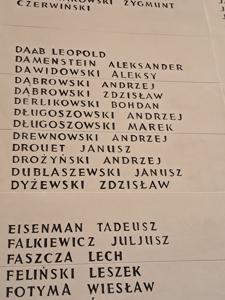 ZYGMUNT
CZERWIŃSKI
DAAB LEOPOLD
DAMENSTEIN ALEKSANDER
DAWIDOWSKI ALEKSY
DĄBROWSKI ANDRZEJ
DĄBROWSKI ZDZISŁAW
DERLIKOWSKI BOHDAN
DŁUGOSZOWSKI ANDRZEJ
DŁUGOSZOWSKI MAREK
DREWNOWSKI ANDRZEJ
DROUET JANUSZ
DROŻYŃSKI ANDRZEJ
DUBLASZEWSKI JANUSZ
DYŻEWSKI ZDZISŁAW
EISENMAN TADEUSZ
FALKIEWICZ JULJUSZ
FASZCZA LECH
FELIŃSKI LESZEK
FOTYMA WIESŁAW